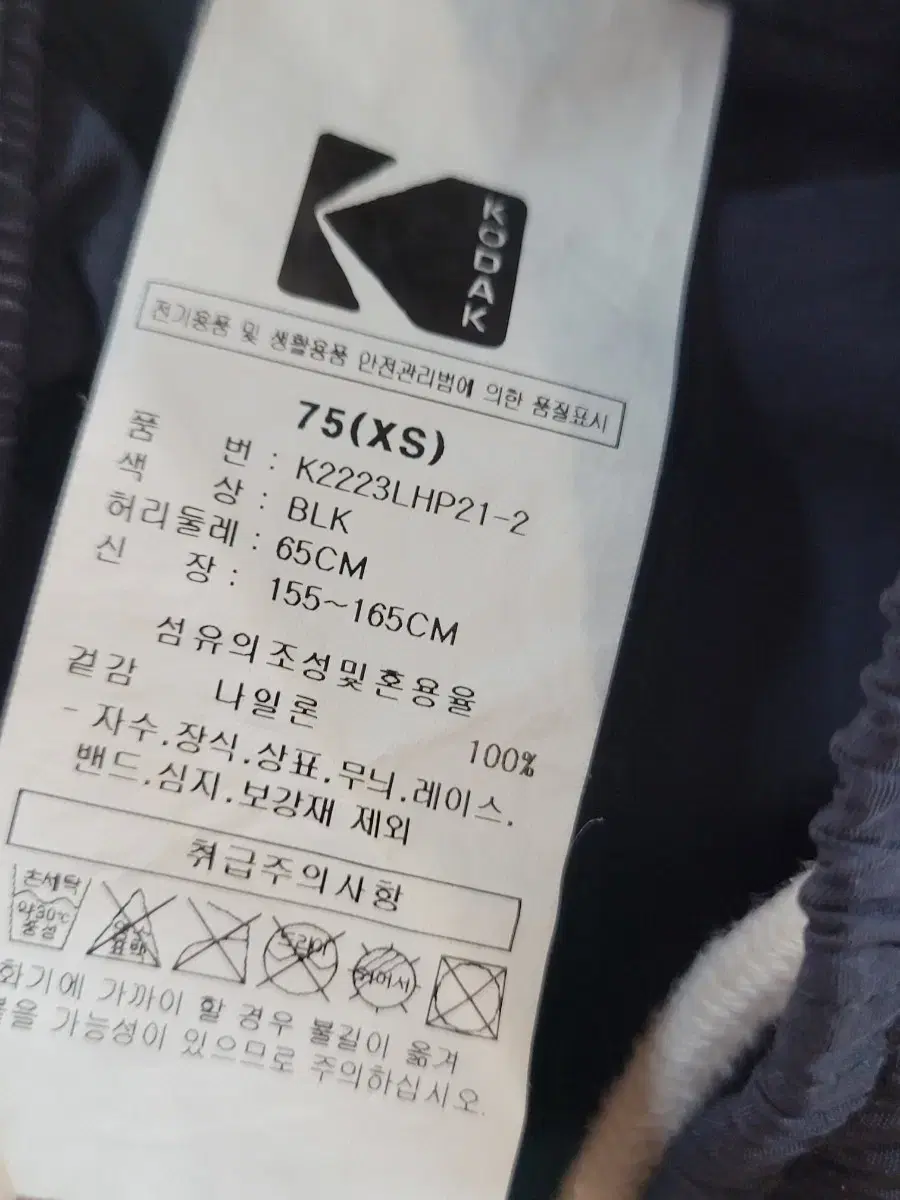 KODAK
전기용품 및 생활용품 안전관리법에 의한 품질표시
75(XS)
품 번 : K2223LHP21-2
색 상 : BLK
허리둘레 : 65CM
신 장 : 155~165CM
섬유의조성및혼용율
겉감 나일론 100%
- 자수.장식.상표.무늬.레이스.
밴드.심지.보강재 제외
취급주의사항
손세탁
약30℃
중성
표백
드라이
화기에 가까이 할 경우 불길이 옮겨
붙을 가능성이 있으므로 주의하십시오.